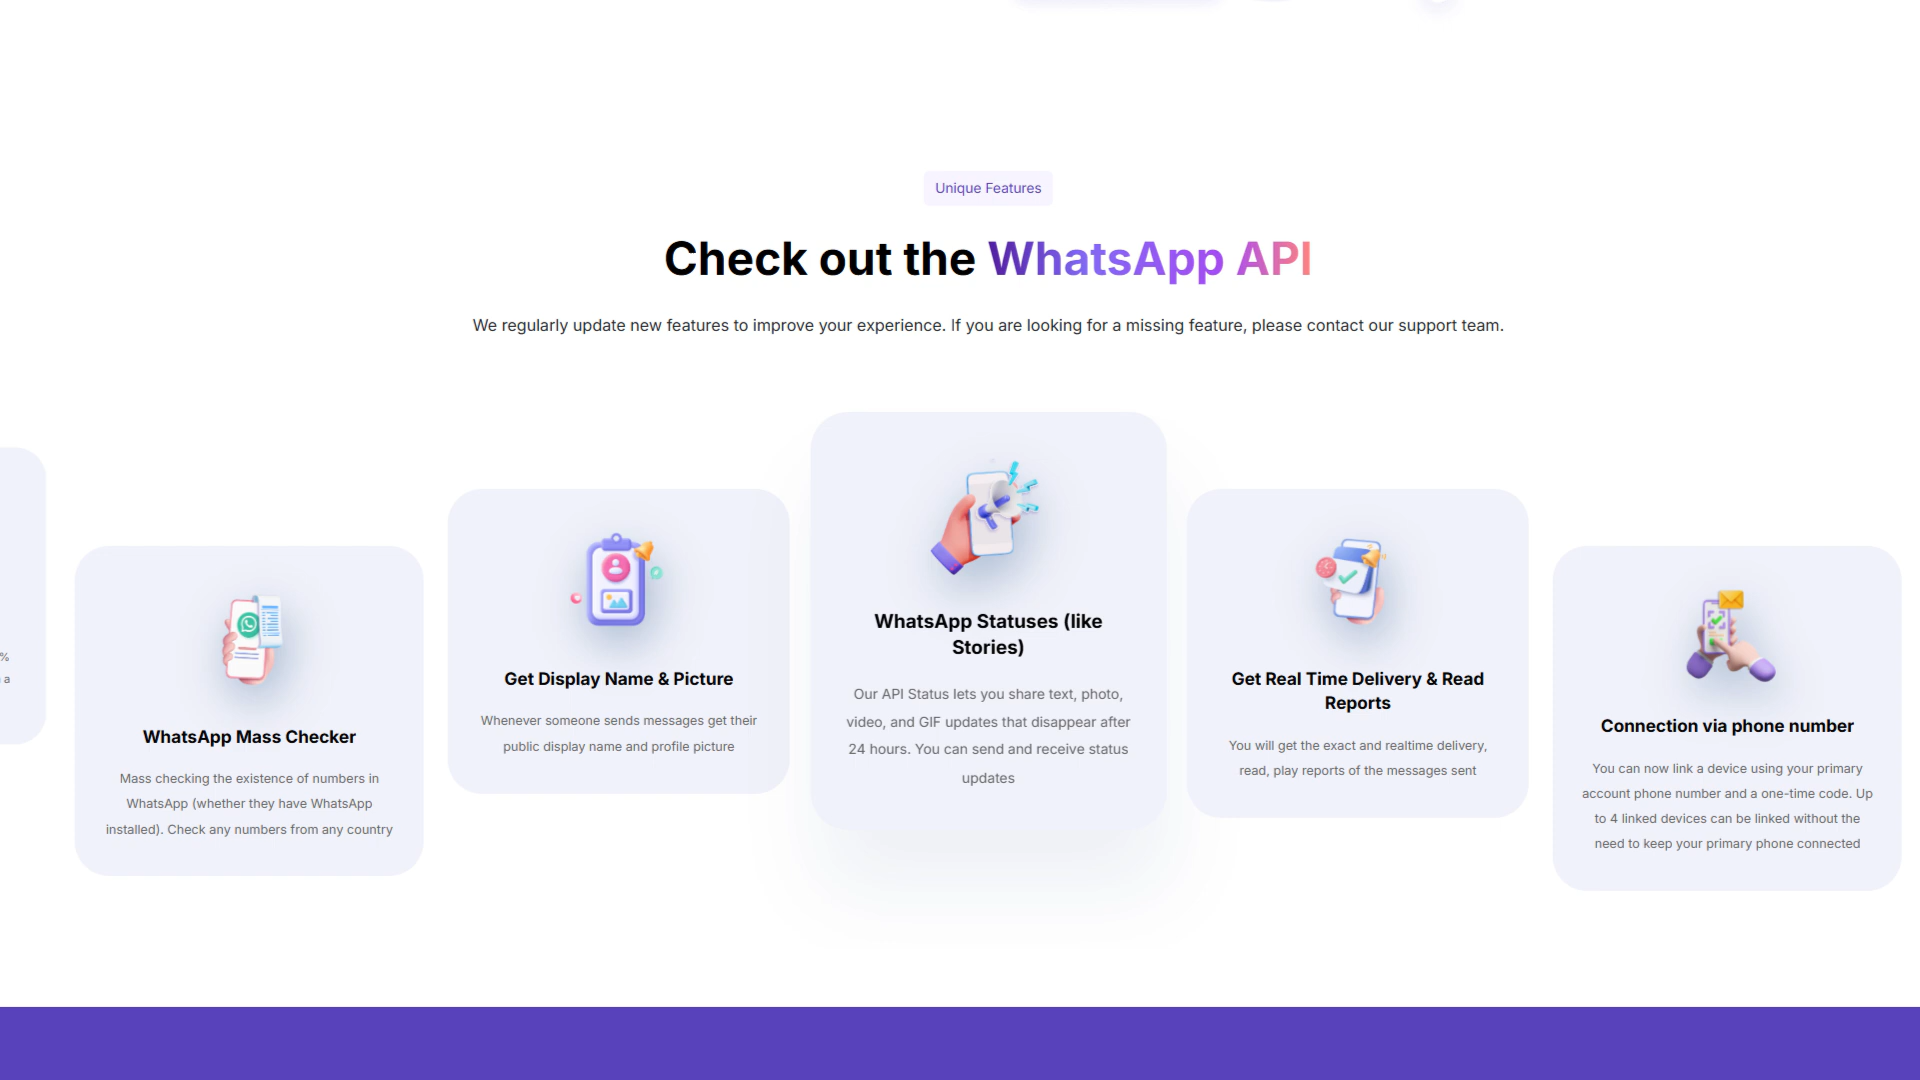 Unique Features
Check out the WhatsApp API
We regularly update new features to improve your experience. If you are looking for a missing feature, please contact our support team.
%
a
WhatsApp Mass Checker
Mass checking the existence of numbers in
WhatsApp (whether they have WhatsApp
installed). Check any numbers from any country
Get Display Name & Picture
Whenever someone sends messages get their
public display name and profile picture
WhatsApp Statuses (like
Stories)
Our API Status lets you share text, photo,
video, and GIF updates that disappear after
24 hours. You can send and receive status
updates
Get Real Time Delivery & Read
Reports
You will get the exact and realtime delivery,
read, play reports of the messages sent
Connection via phone number
You can now link a device using your primary
account phone number and a one-time code. Up
to 4 linked devices can be linked without the
need to keep your primary phone connected